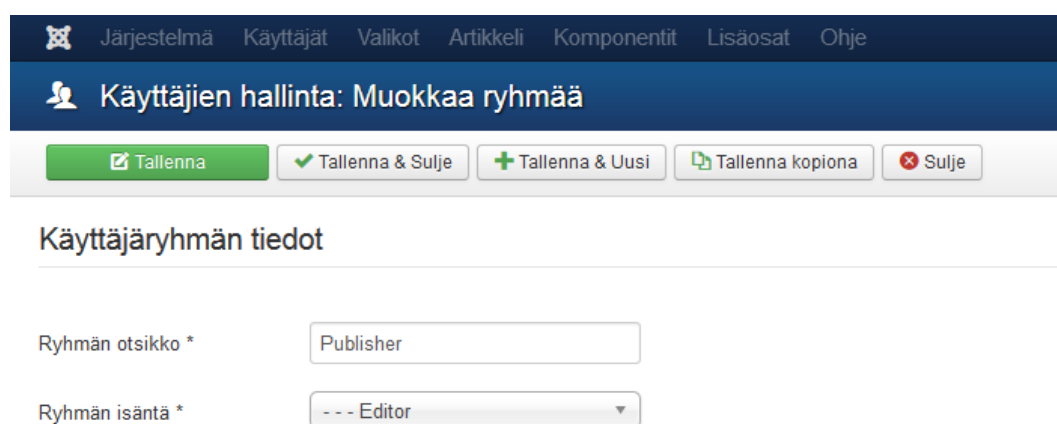 Järjestelmä Käyttäjät Valikot Artikkeli Komponentit Lisäosat Ohje
Käyttäjien hallinta: Muokkaa ryhmää
Tallenna Tallenna & Sulje Tallenna & Uusi Tallenna kopiona Sulje
Käyttäjäryhmän tiedot
Ryhmän otsikko * Publisher
Ryhmän isäntä * - - - Editor